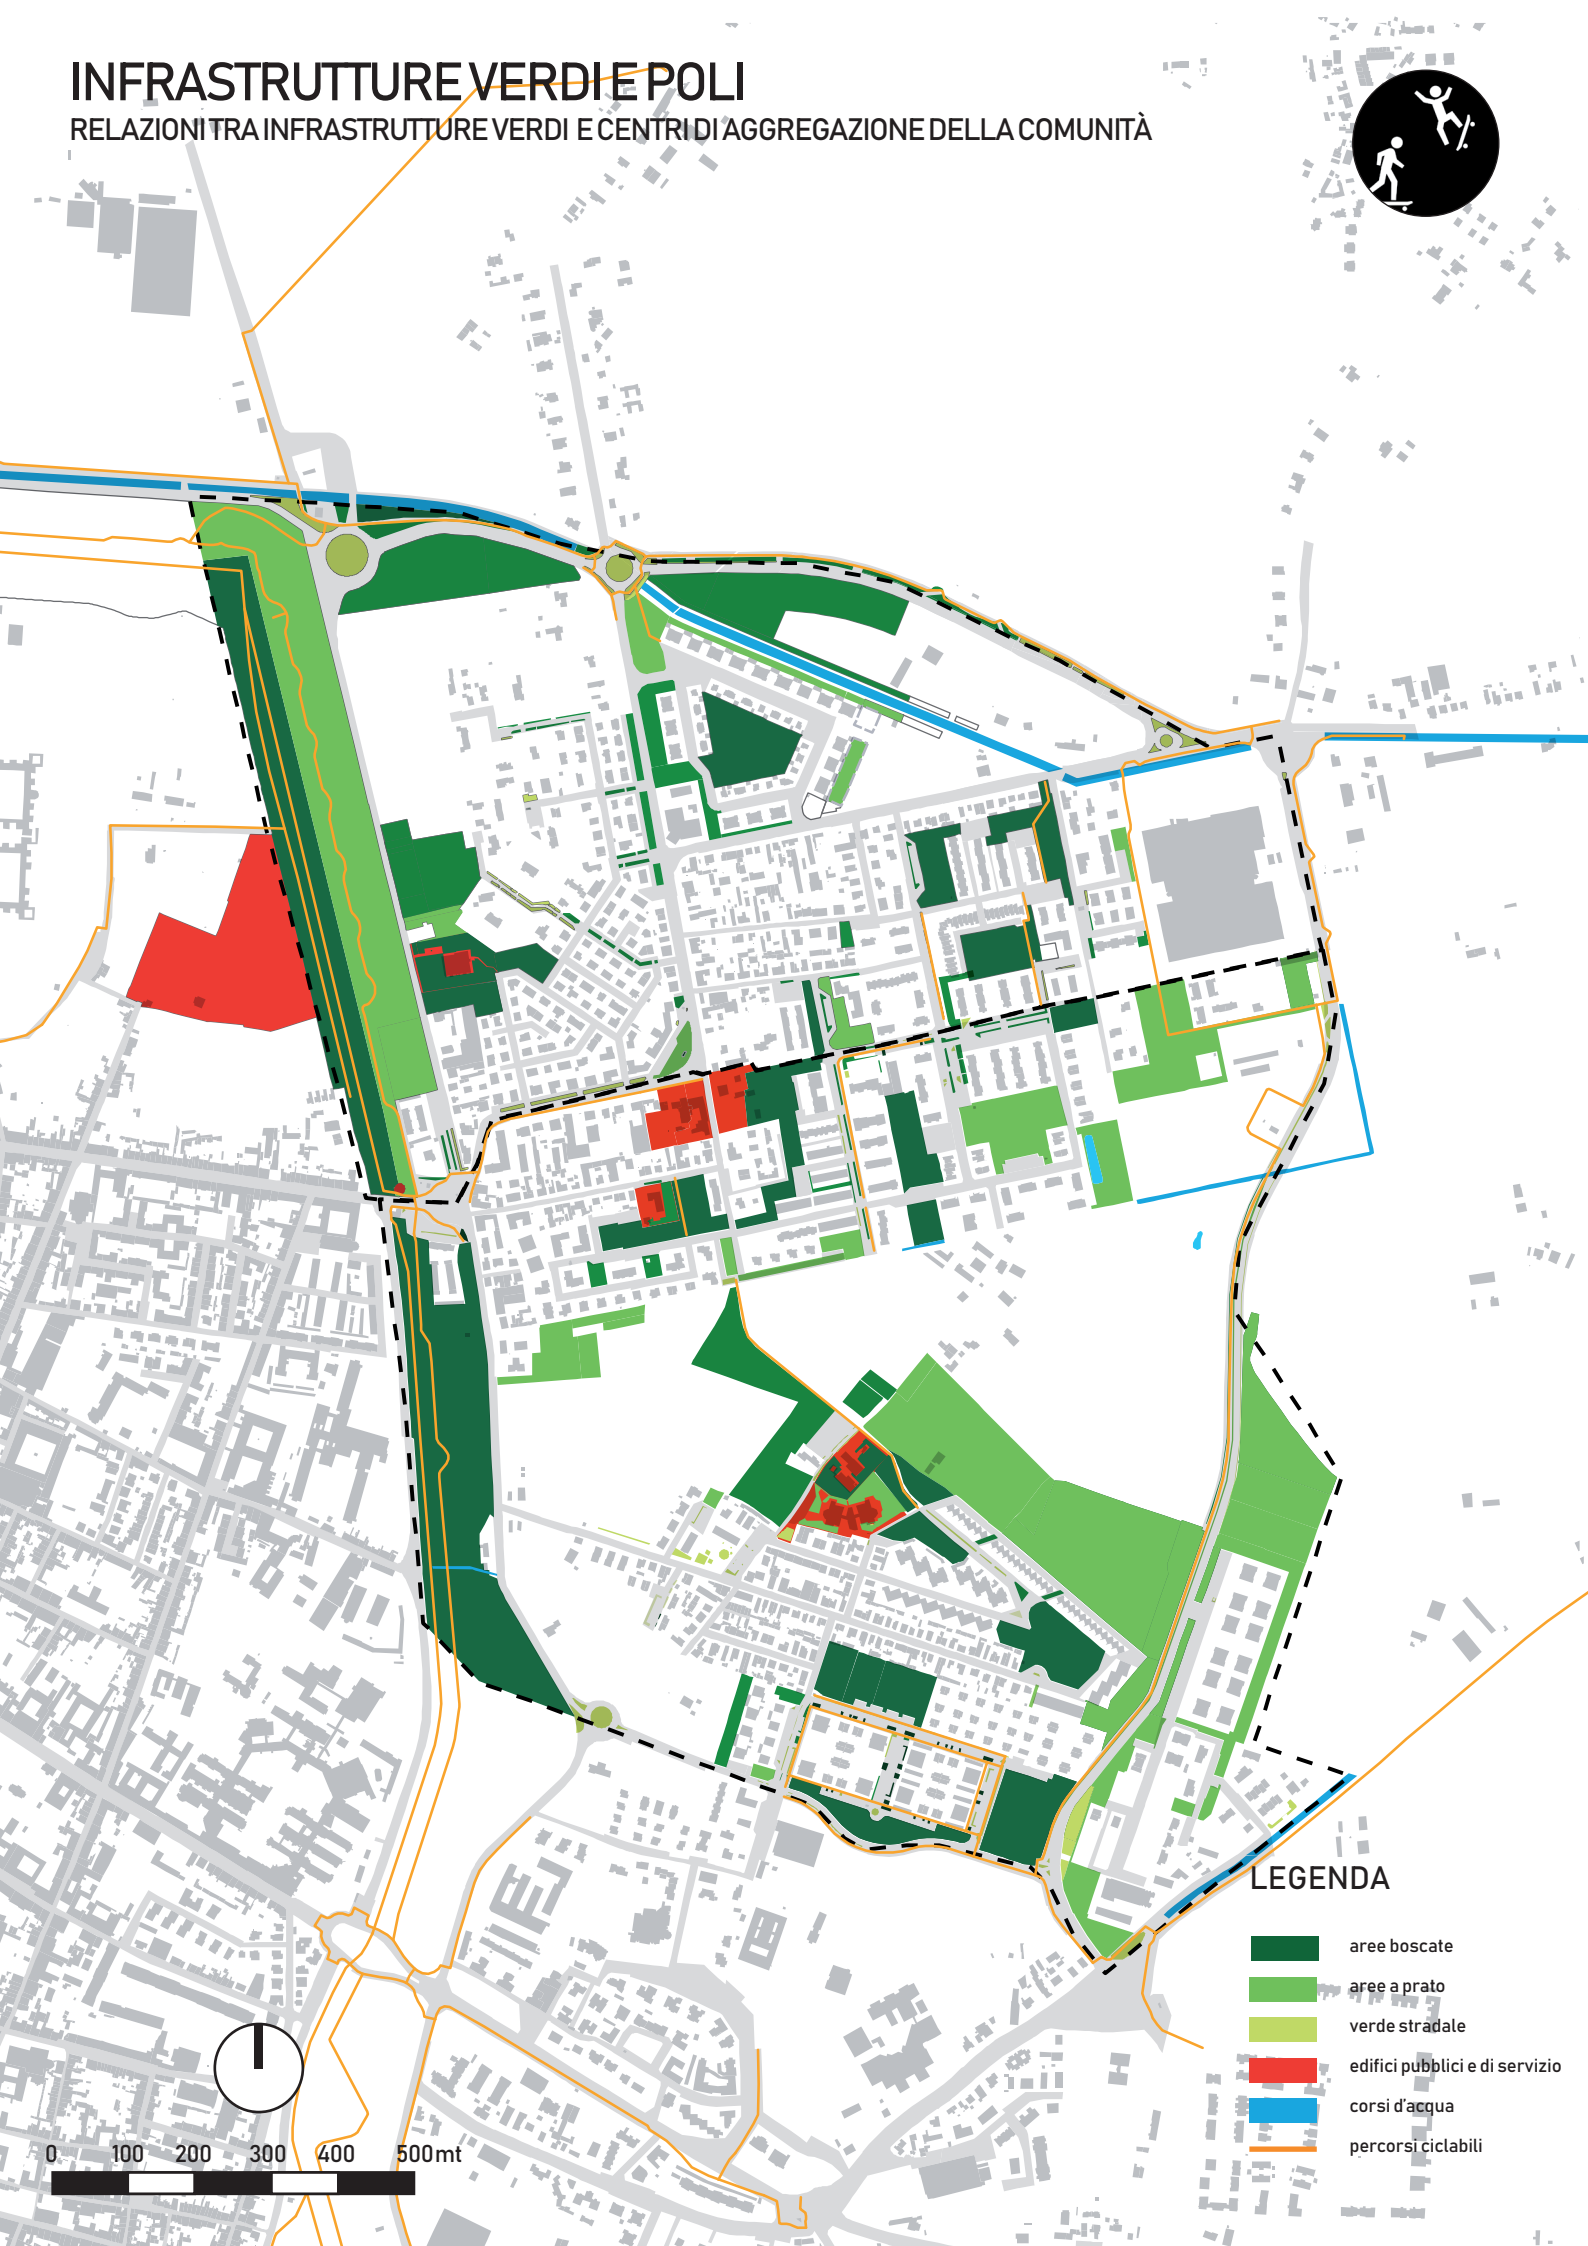 INFRASTRUTTURE VERDI E POLI
RELAZIONI TRA INFRASTRUTTURE VERDI E CENTRI DI AGGREGAZIONE DELLA COMUNITÀ
LEGENDA
aree boscate
aree a prato
verde stradale
edifici pubblici e di servizio
corsi d'acqua
percorsi ciclabili
0 100 200 300 400 500mt